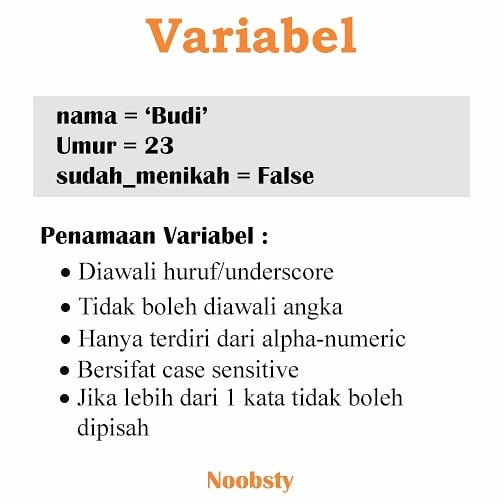 Variabel
nama = ‘Budi’
Umur = 23
sudah_menikah = False
Penamaan Variabel :
• Diawali huruf/underscore
• Tidak boleh diawali angka
• Hanya terdiri dari alpha-numeric
• Bersifat case sensitive
• Jika lebih dari 1 kata tidak boleh
dipisah
Noobsty